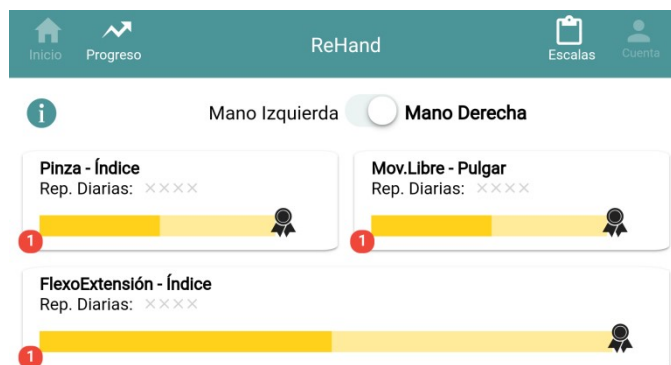 Inicio
Progreso
ReHand
Escalas
Cuenta
i
Mano Izquierda
Mano Derecha
Pinza - Índice
Rep. Diarias: ××××
1
Mov.Libre - Pulgar
Rep. Diarias: ××××
1
FlexoExtensión - Índice
Rep. Diarias: ××××
1